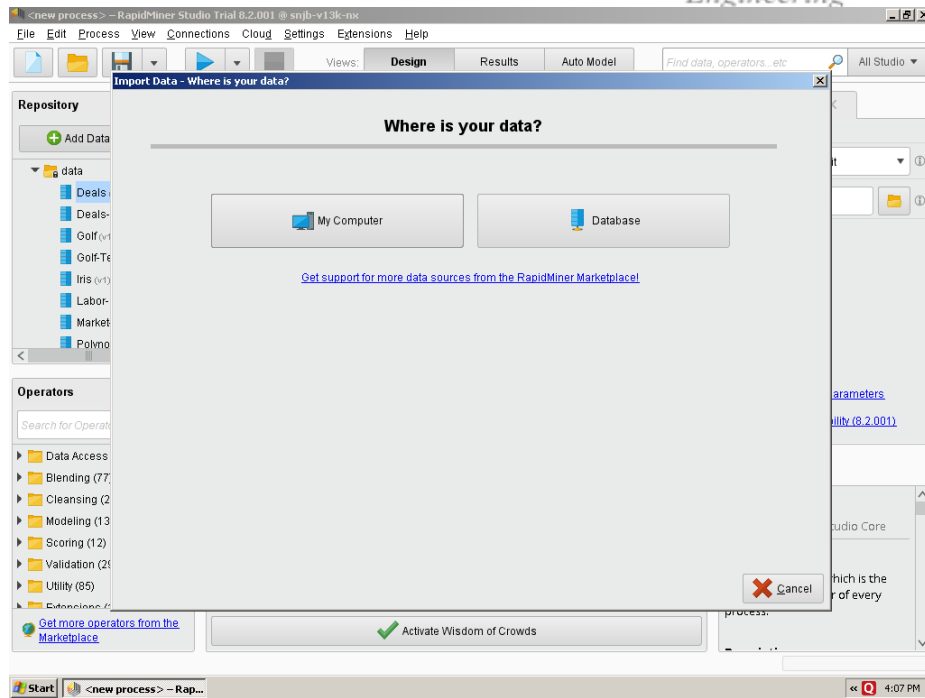 Engineering
<new process> – RapidMiner Studio Trial 8.2.001 @ snjb-v13k-nx
File Edit Process View Connections Cloud Settings Extensions Help
Views: Design Results Auto Model Find data, operators...etc All Studio
Import Data - Where is your data?
Repository
Where is your data?
Add Data
data
Deals
Deals-
Golf (v1
Golf-Te
Iris (v1)
Labor-
Market
Polyno
My Computer
Database
Get support for more data sources from the RapidMiner Marketplace!
it
Operators
Search for Operat
Data Access
Blending (77)
Cleansing (2
Modeling (13
Scoring (12)
Validation (29
Utility (85)
Get more operators from the
Marketplace
arameters
ility (8.2.001)
tudio Core
hich is the
r of every
process.
Cancel
Activate Wisdom of Crowds
Start
<new process> – Rap...
« 4:07 PM